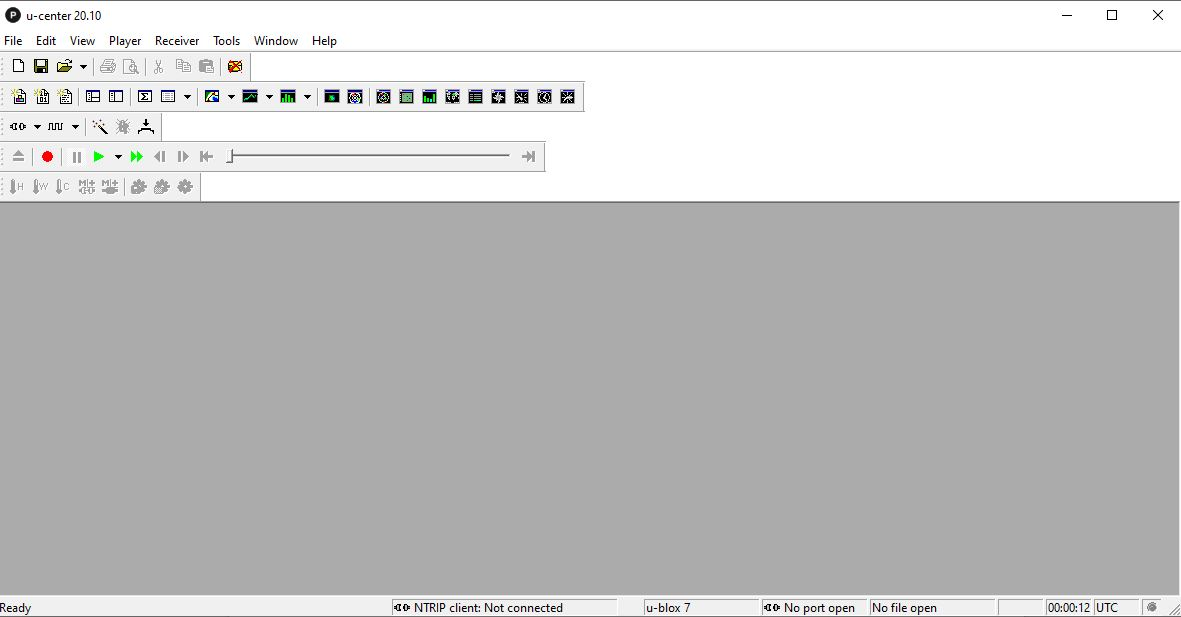 u-center 20.10
File Edit View Player Receiver Tools Window Help
H W C M M
Ready NTRIP client: Not connected u-blox 7 No port open No file open 00:00:12 UTC